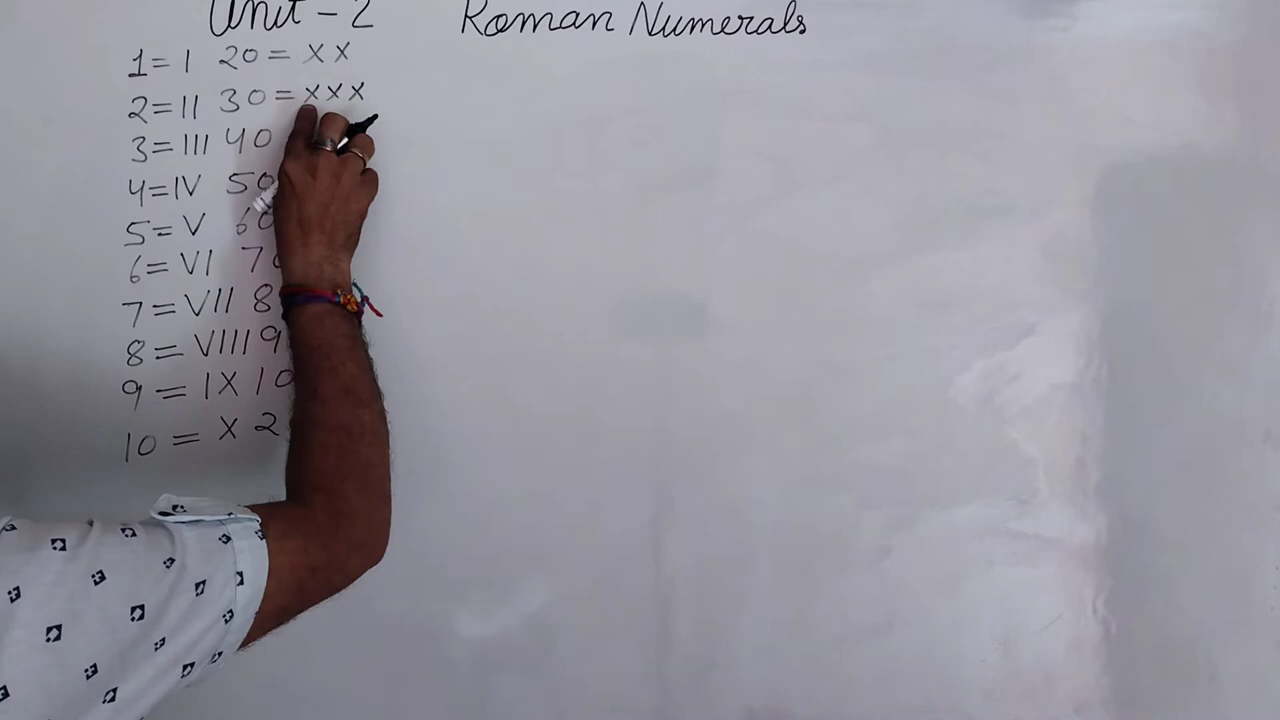 Unit - 2 Roman Numerals
1 = I 20 = XX
2 = II 30 = XXX
3 = III 40
4 = IV 50
5 = V 60
6 = VI 70
7 = VII 8
8 = VIII 9
9 = IX 10
10 = X 2